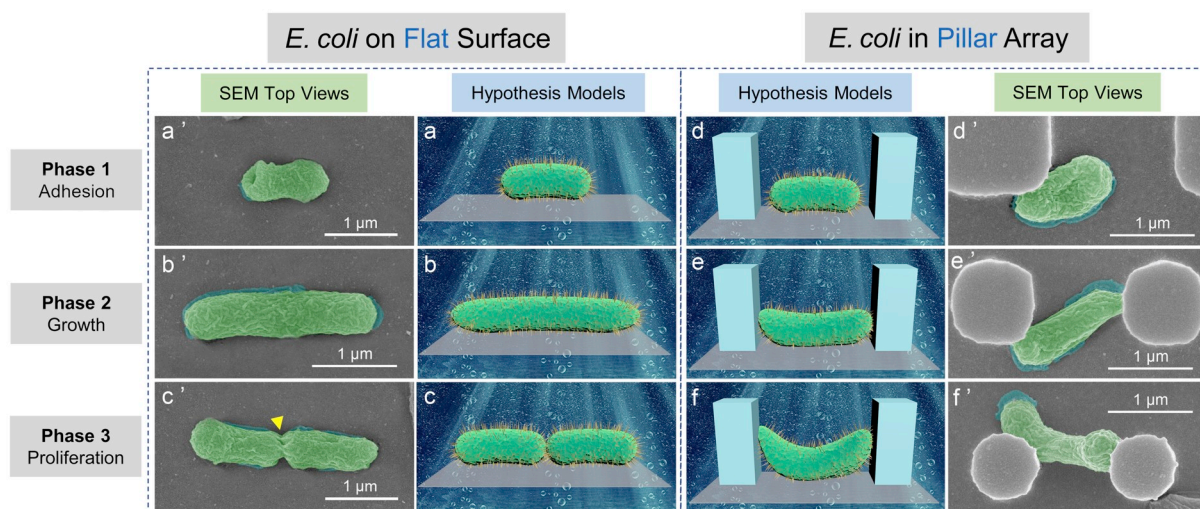 E. coli on Flat Surface
E. coli in Pillar Array
SEM Top Views
Hypothesis Models
Hypothesis Models
SEM Top Views
Phase 1
Adhesion
a '
1 µm
a
d
d '
1 µm
Phase 2
Growth
b '
1 µm
b
e
e '
1 µm
Phase 3
Proliferation
c '
1 µm
c
f
f '
1 µm